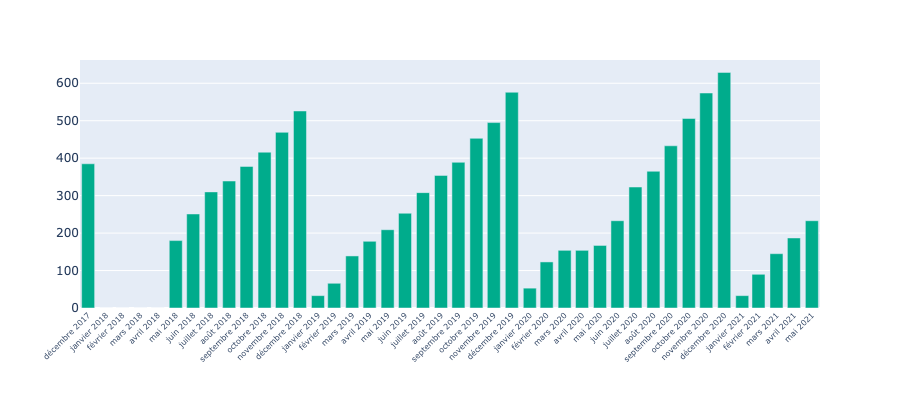 600
500
400
300
200
100
0
décembre 2017
janvier 2018
février 2018
mars 2018
avril 2018
mai 2018
juin 2018
juillet 2018
août 2018
septembre 2018
octobre 2018
novembre 2018
décembre 2018
janvier 2019
février 2019
mars 2019
avril 2019
mai 2019
juin 2019
juillet 2019
août 2019
septembre 2019
octobre 2019
novembre 2019
décembre 2019
janvier 2020
février 2020
mars 2020
avril 2020
mai 2020
juin 2020
juillet 2020
août 2020
septembre 2020
octobre 2020
novembre 2020
décembre 2020
janvier 2021
février 2021
mars 2021
avril 2021
mai 2021